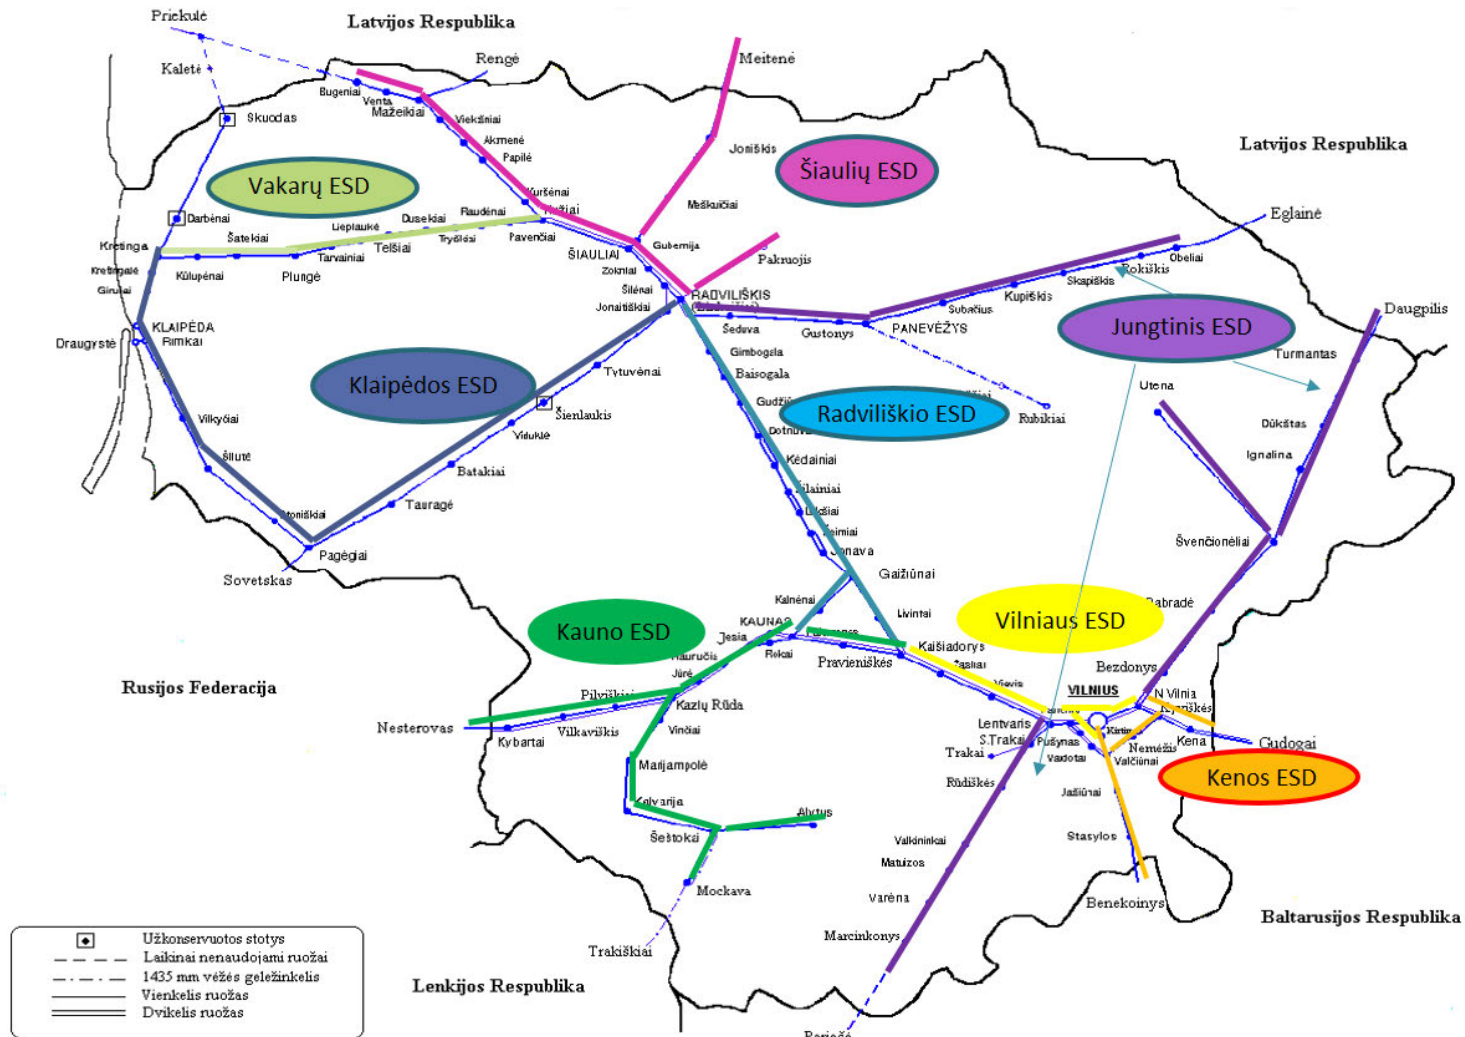 Priekulė
Latvijos Respublika
Kaletė
Rengė
Meitenė
Bugeniai
Venta
Mažeikiai
Skuodas
Viekšniai
Akmenė
Papilė
Joniškis
Latvijos Respublika
Šiaulių ESD
Vakarų ESD
Kuršėnai
Meškuičiai
Eglainė
Darbėnai
Lieplaukė
Dusekiai
Raudėnai
Pavenčiai
Kretinga
Šatekiai
Tarvainiai
Telšiai
Tryškiai
Gubernija
ŠIAULIAI
Pakruojis
Obeliai
Rokiškis
Skapiškis
Kupiškis
Subačius
Kretingalė
Kūlupėnai
Plungė
Zokniai
Giruliai
Šilėnai
Jonaitiškiai
RADVILIŠKIS
Šeduva
Gustonys
PANEVĖŽYS
Jungtinis ESD
Daugpilis
KLAIPĖDA
Rimkai
Draugystė
Gimbogala
Baisogala
Turmantas
Tytuvėnai
Klaipėdos ESD
Radviliškio ESD
Utena
Rubikiai
Šienlaukis
Viduklė
Vilkyčiai
Dūkštas
Ignalina
Kėdainiai
Šilutė
Batakiai
Tauragė
Stoniškiai
Pagėgiai
Sovetskas
Jonava
Gaižiūnai
Švenčionėliai
Kalnėnai
Livintai
Kauno ESD
Vilniaus ESD
KAUNAS
Jesia
Rokai
Pravieniškės
Kaišiadorys
Vievis
Bezdonys
VILNIUS
N.Vilnia
Jūrė
Rusijos Federacija
Pilviškiai
Kazlų Rūda
Nesterovas
Kybartai
Vilkaviškis
Vinčiai
Lentvaris
S.Trakai
Trakai
Pušynas
Vaidotai
Kyviškės
Nemėžis
Valčiūnai
Kena
Gudogai
Kenos ESD
Marijampolė
Rūdiškės
Jašiūnai
Kalvarija
Alytus
Šeštokai
Valkininkai
Stasylos
Matuizos
Mockava
Varėna
Benekoinys
Baltarusijos Respublika
Marcinkonys
Trakiškiai
Lenkijos Respublika
Užkonservuotos stotys
Laikinai nenaudojami ruožai
1435 mm vėžės geležinkelis
Vienkelis ruožas
Dvikelis ruožas